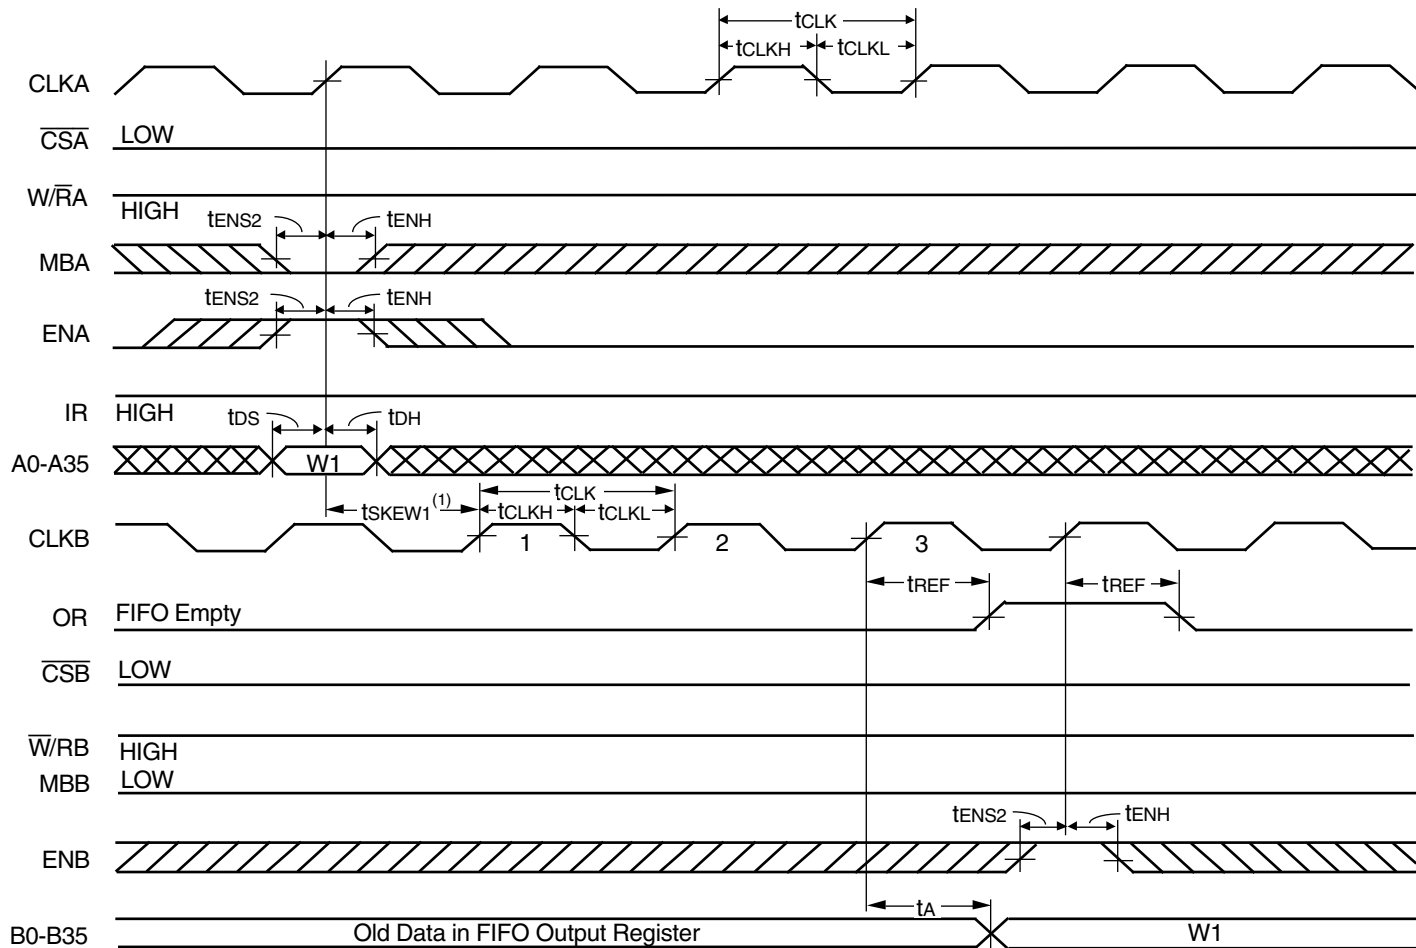 tCLK
tCLKH tCLKL
CLKA
CSA LOW
W/RA
HIGH
tENS2 tENH
MBA
tENS2 tENH
ENA
IR HIGH
tDS tDH
A0-A35 W1
tSKEW1(1) tCLK
tCLKH tCLKL
CLKB 1 2 3
tREF tREF
OR FIFO Empty
CSB LOW
W/RB
HIGH
MBB LOW
tENS2 tENH
ENB
tA
B0-B35 Old Data in FIFO Output Register W1